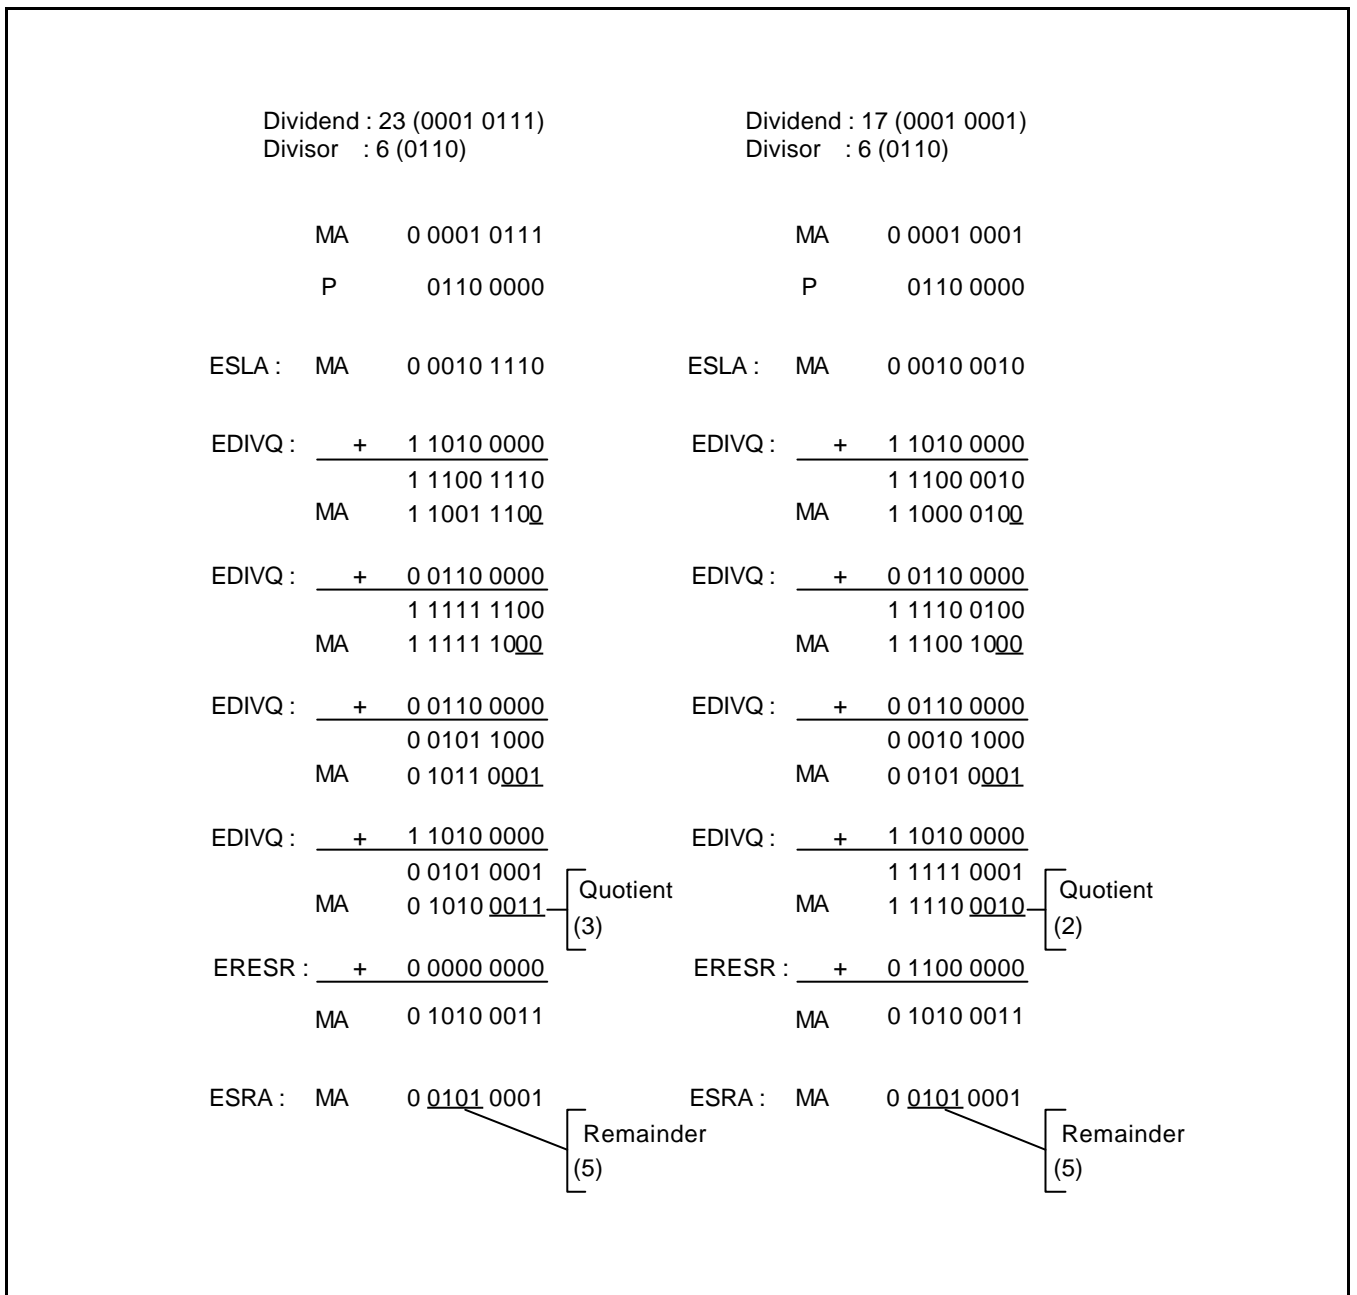 Dividend : 23 (0001 0111)
Divisor : 6 (0110)
MA 0 0001 0111
P 0110 0000
ESLA : MA 0 0010 1110
EDIVQ : + 1 1010 0000
1 1100 1110
MA 1 1001 1100
EDIVQ : + 0 0110 0000
1 1111 1100
MA 1 1111 1000
EDIVQ : + 0 0110 0000
0 0101 1000
MA 0 1011 0001
EDIVQ : + 1 1010 0000
0 0101 0001
MA 0 1010 0011
Quotient
(3)
ERESR : + 0 0000 0000
MA 0 1010 0011
ESRA : MA 0 0101 0001
Remainder
(5)
Dividend : 17 (0001 0001)
Divisor : 6 (0110)
MA 0 0001 0001
P 0110 0000
ESLA : MA 0 0010 0010
EDIVQ : + 1 1010 0000
1 1100 0010
MA 1 1000 0100
EDIVQ : + 0 0110 0000
1 1110 0100
MA 1 1100 1000
EDIVQ : + 0 0110 0000
0 0010 1000
MA 0 0101 0001
EDIVQ : + 1 1010 0000
1 1111 0001
MA 1 1110 0010
Quotient
(2)
ERESR : + 0 1100 0000
MA 0 1010 0011
ESRA : MA 0 0101 0001
Remainder
(5)